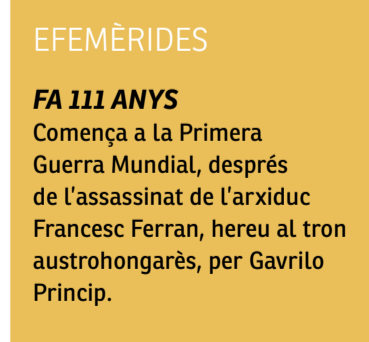 EFEMÈRIDES
FA 111 ANYS
Comença a la Primera
Guerra Mundial, després
de l'assassinat de l'arxiduc
Francesc Ferran, hereu al tron
austrohongarès, per Gavrilo
Princip.